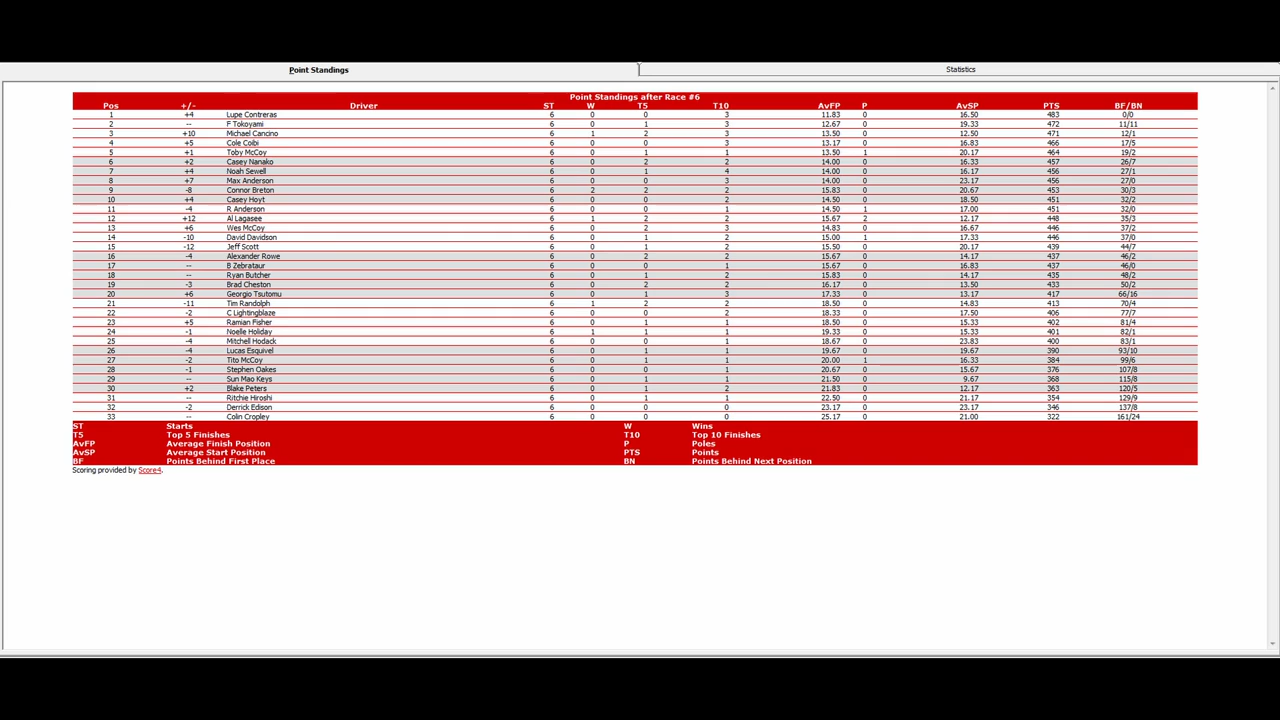 Point Standings Statistics
Point Standings after Race #6
Pos +/- Driver ST W T5 T10 AvFP P AvSP PTS BF/BN
1 +4 Lupe Contreras 6 0 0 3 11.83 0 16.50 483 0/0
2 -- F Tokoyami 6 0 1 3 12.67 0 19.33 472 11/11
3 +10 Michael Cancino 6 1 2 3 13.50 0 12.50 471 12/1
4 +5 Cole Coibi 6 0 0 3 13.17 0 16.83 466 17/5
5 +1 Toby McCoy 6 0 1 1 13.50 1 20.17 464 19/2
6 +2 Casey Nanako 6 0 2 2 14.00 0 16.33 457 26/7
7 +4 Noah Sewell 6 0 1 4 14.00 0 16.17 456 27/1
8 +7 Max Anderson 6 0 0 3 14.00 0 23.17 456 27/0
9 -8 Connor Breton 6 2 2 2 15.83 0 20.67 453 30/3
10 +4 Casey Hoyt 6 0 0 2 14.50 0 18.50 451 32/2
11 -4 R Anderson 6 0 0 1 14.50 1 17.00 451 32/0
12 +12 Al Lagasee 6 1 2 2 15.67 2 12.17 448 35/3
13 +6 Wes McCoy 6 0 2 3 14.83 0 16.67 446 37/2
14 -10 David Davidson 6 0 1 2 15.00 1 17.33 446 37/0
15 -12 Jeff Scott 6 0 1 2 15.50 0 20.17 439 44/7
16 -4 Alexander Rowe 6 0 2 2 15.67 0 14.17 437 46/2
17 -- B Zebrataur 6 0 0 1 15.67 0 16.83 437 46/0
18 -- Ryan Butcher 6 0 1 2 15.83 0 14.17 435 48/2
19 -3 Brad Cheston 6 0 2 2 16.17 0 13.50 433 50/2
20 +6 Georgio Tsutomu 6 0 1 3 17.33 0 13.17 417 66/16
21 -11 Tim Randolph 6 1 2 2 18.50 0 14.83 413 70/4
22 -2 C Lightingblaze 6 0 0 2 18.33 0 17.50 406 77/7
23 +5 Ramian Fisher 6 0 1 1 18.50 0 15.33 402 81/4
24 -1 Noelle Holiday 6 1 1 1 19.33 0 15.33 401 82/1
25 -4 Mitchell Hodack 6 0 0 1 18.67 0 23.83 400 83/1
26 -4 Lucas Esquivel 6 0 1 1 19.67 0 19.67 390 93/10
27 -2 Tito McCoy 6 0 1 1 20.00 1 16.33 384 99/6
28 -1 Stephen Oakes 6 0 0 0 20.67 0 15.67 376 107/8
29 -- Sun Mao Keys 6 0 1 1 21.50 0 9.67 368 115/8
30 +2 Blake Peters 6 0 1 2 21.83 0 12.17 363 120/5
31 -- Ritchie Hiroshi 6 0 1 1 22.50 0 21.17 354 129/9
32 -2 Derrick Edison 6 0 0 0 23.17 0 23.17 346 137/8
33 -- Colin Cropley 6 0 0 0 25.17 0 21.00 322 161/24
ST Starts W Wins
T5 Top 5 Finishes T10 Top 10 Finishes
AvFP Average Finish Position P Poles
AvSP Average Start Position PTS Points
BF Points Behind First Place BN Points Behind Next Position
Scoring provided by Score4.